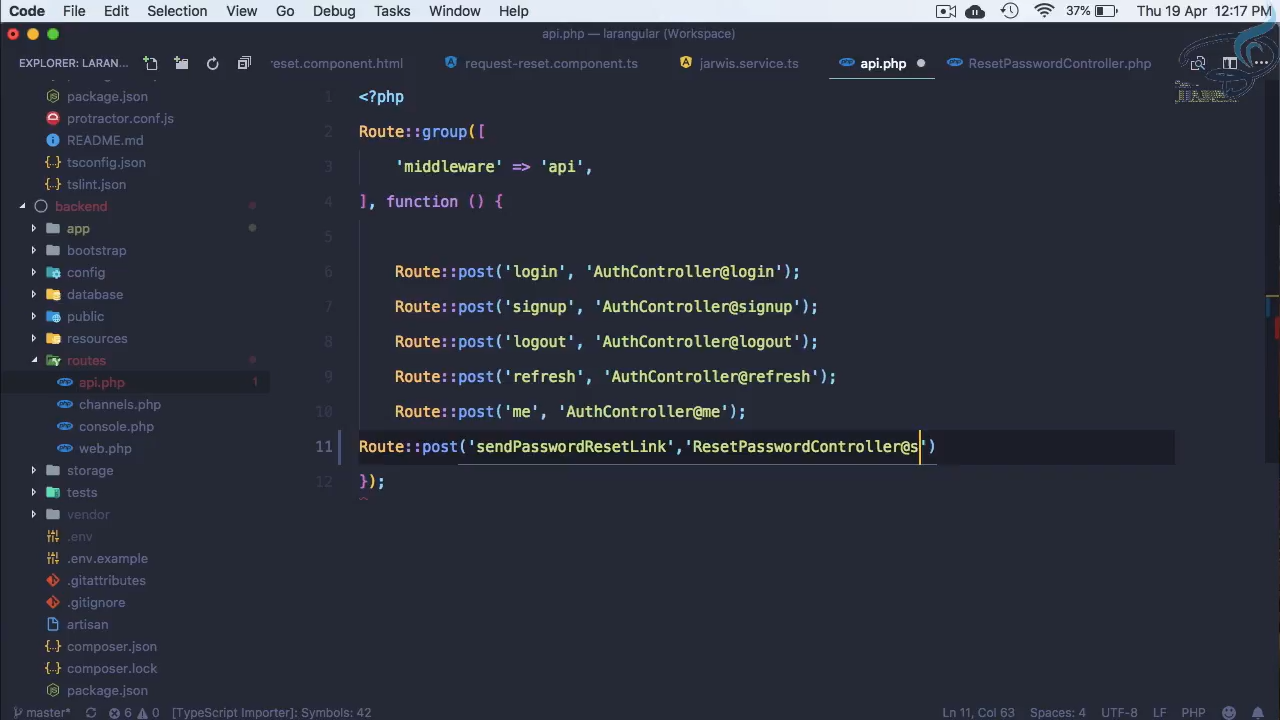 Code File Edit Selection View Go Debug Tasks Window Help 37% Thu 19 Apr 12:17 PM
api.php — larangular (Workspace)
EXPLORER: LARAN... reset.component.html request-reset.component.ts jarwis.service.ts api.php ResetPasswordController.php
package.json
protractor.conf.js
README.md
tsconfig.json
tslint.json
backend
app
bootstrap
config
database
public
resources
routes
api.php 1
channels.php
console.php
web.php
storage
tests
vendor
.env
.env.example
.gitattributes
.gitignore
artisan
composer.json
composer.lock
package.json
1 <?php
2 Route::group([
3 'middleware' => 'api',
4 ], function () {
5
6 Route::post('login', 'AuthController@login');
7 Route::post('signup', 'AuthController@signup');
8 Route::post('logout', 'AuthController@logout');
9 Route::post('refresh', 'AuthController@refresh');
10 Route::post('me', 'AuthController@me');
11 Route::post('sendPasswordResetLink','ResetPasswordController@s')
12 });
master* 6 0 [TypeScript Importer]: Symbols: 42 Ln 11, Col 63 Spaces: 4 UTF-8 LF PHP